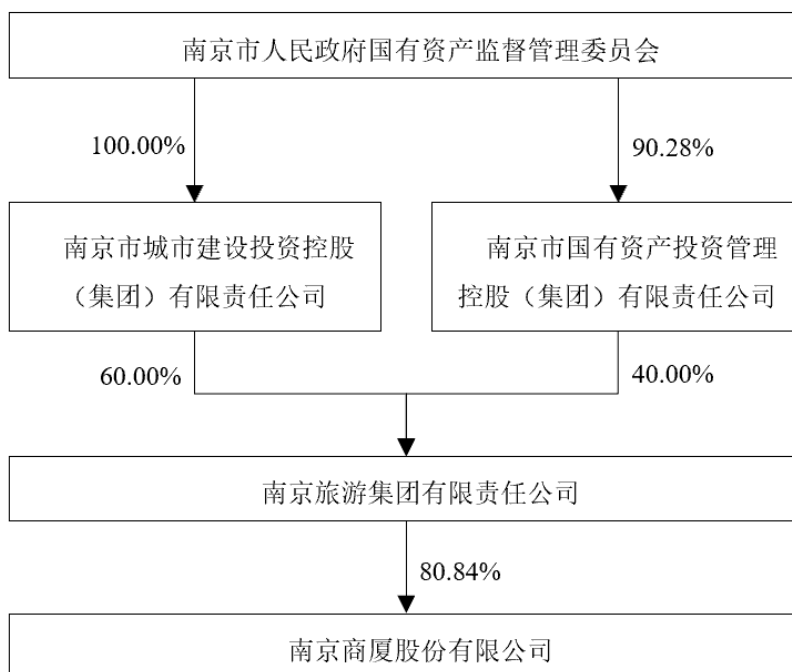 南京市人民政府国有资产监督管理委员会
100.00%
90.28%
南京市城市建设投资控股
（集团）有限责任公司
南京市国有资产投资管理
控股（集团）有限责任公司
60.00%
40.00%
南京旅游集团有限责任公司
80.84%
南京商厦股份有限公司